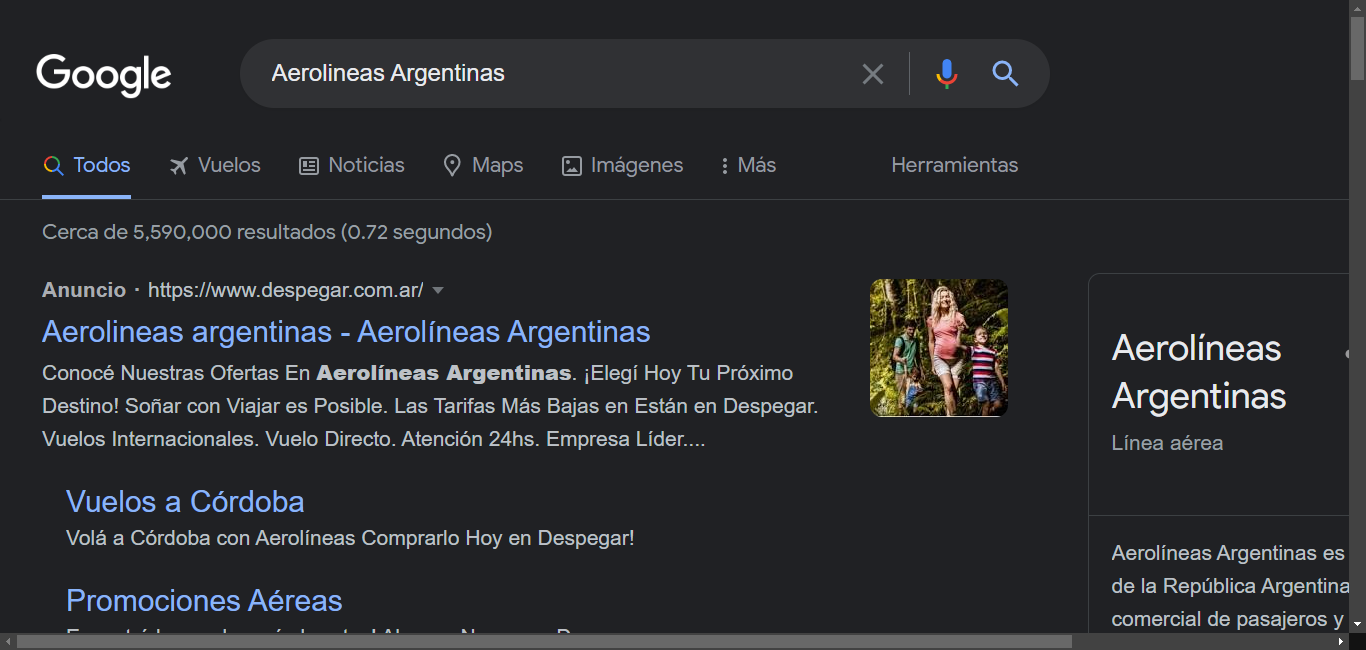 Google
Aerolineas Argentinas
Todos
Vuelos
Noticias
Maps
Imágenes
Más
Herramientas
Cerca de 5,590,000 resultados (0.72 segundos)
Anuncio · https://www.despegar.com.ar/
Aerolineas argentinas - Aerolíneas Argentinas
Conocé Nuestras Ofertas En Aerolíneas Argentinas. ¡Elegí Hoy Tu Próximo
Destino! Soñar con Viajar es Posible. Las Tarifas Más Bajas en Están en Despegar.
Vuelos Internacionales. Vuelo Directo. Atención 24hs. Empresa Líder....
Vuelos a Córdoba
Volá a Córdoba con Aerolíneas Comprarlo Hoy en Despegar!
Promociones Aéreas
Aerolíneas
Argentinas
Línea aérea
Aerolíneas Argentinas es
de la República Argentina
comercial de pasajeros y